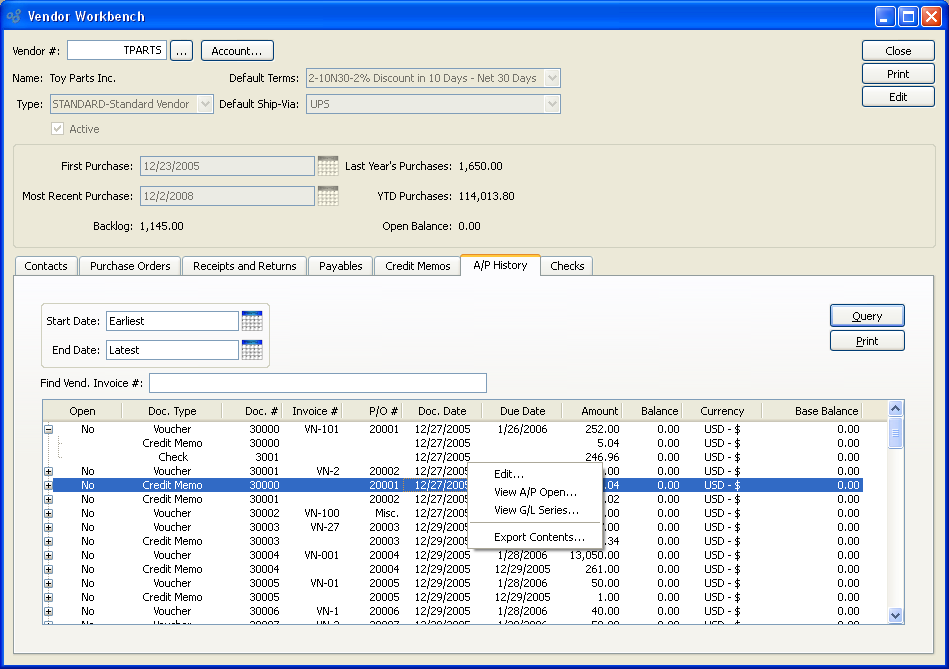 Vendor Workbench
Vendor #: TPARTS ... Account... Close
Print
Name: Toy Parts Inc. Default Terms: 2-10N30-2% Discount in 10 Days - Net 30 Days
Type: STANDARD-Standard Vendor Default Ship-Via: UPS Edit
Active
First Purchase: 12/23/2005 Last Year's Purchases: 1,650.00
Most Recent Purchase: 12/2/2008 YTD Purchases: 114,013.80
Backlog: 1,145.00 Open Balance: 0.00
Contacts Purchase Orders Receipts and Returns Payables Credit Memos A/P History Checks
Start Date: Earliest Query
End Date: Latest Print
Find Vend. Invoice #:
Open Doc. Type Doc. # Invoice # P/O # Doc. Date Due Date Amount Balance Currency Base Balance
No Voucher 30000 VN-101 20001 12/27/2005 1/26/2006 252.00 0.00 USD - $ 0.00
Credit Memo 30000 12/27/2005 5.04 0.00 USD - $ 0.00
Check 3001 12/27/2005 246.96 0.00 USD - $ 0.00
No Voucher 30001 VN-2 20002 12/27/2005 .00 0.00 USD - $ 0.00
No Credit Memo 30000 20001 12/27/2005 .04 0.00 USD - $ 0.00
No Credit Memo 30001 20002 12/27/2005 .02 0.00 USD - $ 0.00
No Voucher 30002 VN-100 Misc. 12/27/2005 .00 0.00 USD - $ 0.00
No Voucher 30003 VN-27 20003 12/29/2005 .00 0.00 USD - $ 0.00
No Credit Memo 30003 20003 12/29/2005 .34 0.00 USD - $ 0.00
No Voucher 30004 VN-001 20004 12/29/2005 1/28/2006 13,050.00 0.00 USD - $ 0.00
No Credit Memo 30004 20004 12/29/2005 12/29/2005 261.00 0.00 USD - $ 0.00
No Voucher 30005 VN-01 20005 12/29/2005 1/28/2006 50.00 0.00 USD - $ 0.00
No Credit Memo 30005 20005 12/29/2005 12/29/2005 1.00 0.00 USD - $ 0.00
No Voucher 30006 VN-1 20006 12/29/2005 1/28/2006 40.00 0.00 USD - $ 0.00
Edit...
View A/P Open...
View G/L Series...
Export Contents...